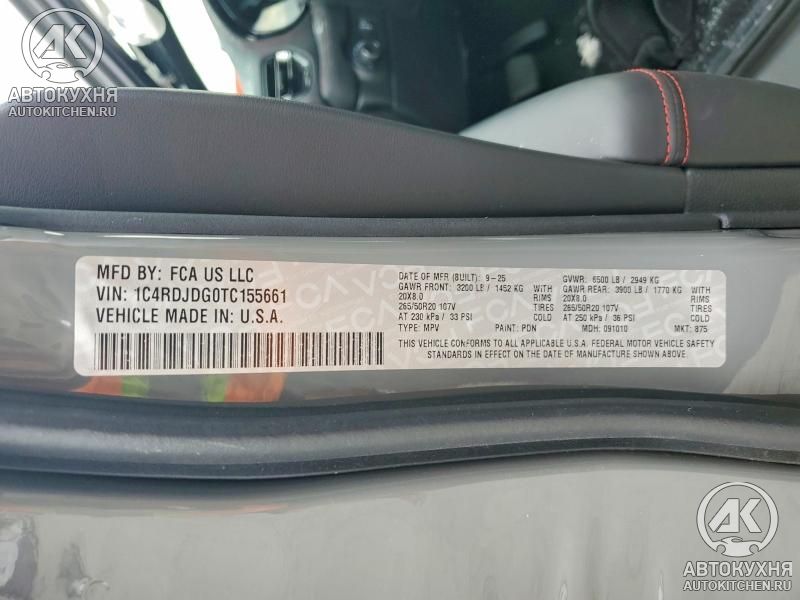 АК
АВТОКУХНЯ
AUTOKITCHEN.RU
MFD BY: FCA US LLC
VIN: 1C4RDJDG0TC155661
VEHICLE MADE IN: U.S.A.
DATE OF MFR (BUILT): 9-25 GVWR: 6500 LB / 2949 KG
GAWR FRONT: 3200 LB / 1452 KG WITH GAWR REAR: 3900 LB / 1770 KG WITH
20X8.0 RIMS 20X8.0 RIMS
265/50R20 107V TIRES 265/50R20 107V TIRES
AT 230 kPa / 33 PSI AT 250 kPa / 36 PSI
TYPE: MPV PAINT: PDN MDH: 091010 MKT: 875
THIS VEHICLE CONFORMS TO ALL APPLICABLE U.S.A. FEDERAL MOTOR VEHICLE SAFETY
STANDARDS IN EFFECT ON THE DATE OF MANUFACTURE SHOWN ABOVE.
АК
АВТОКУХНЯ
AUTOKITCHEN.RU